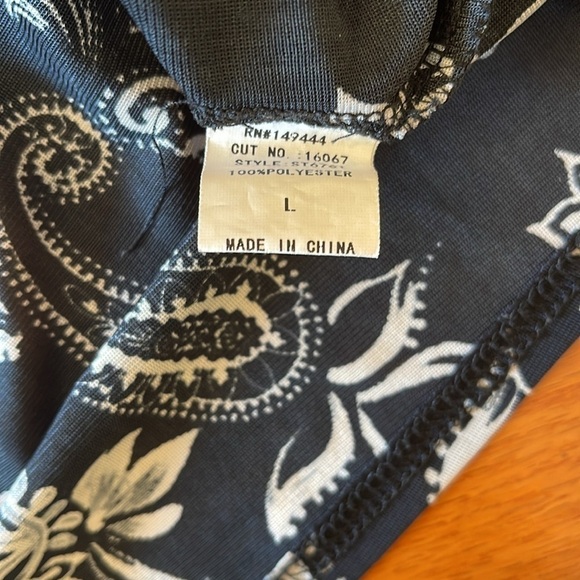 RN#149444
CUT NO. :16067
STYLE:
100%POLYESTER
L
MADE IN CHINA